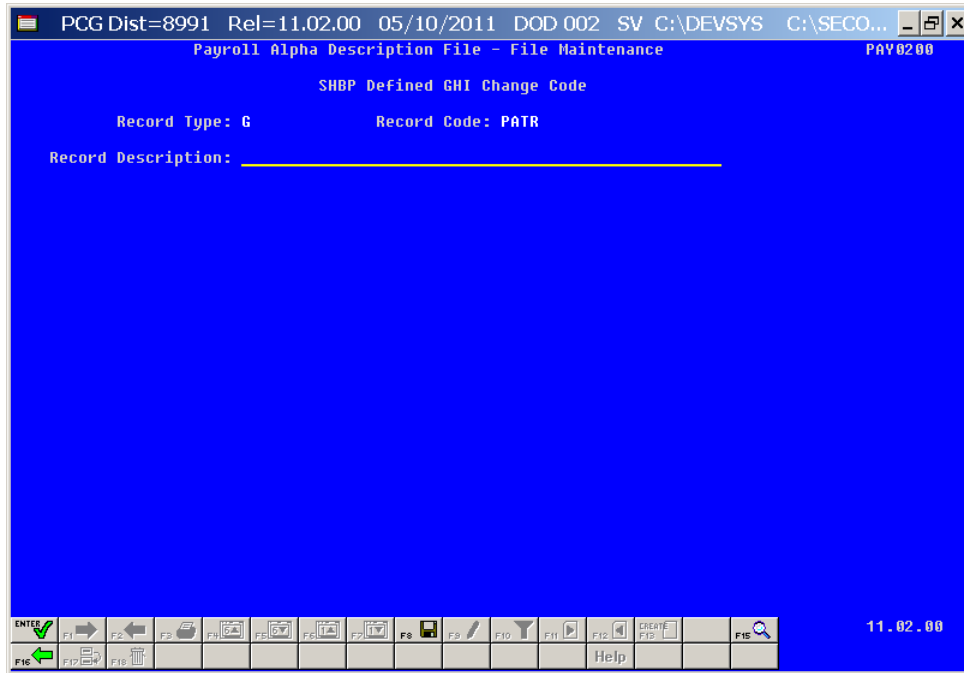 PCG Dist=8991 Rel=11.02.00 05/10/2011 DOD 002 SV C:\DEVSYS C:\SECO...
Payroll Alpha Description File - File Maintenance PAY0200
SHBP Defined GHI Change Code
Record Type: G Record Code: PATR
Record Description:
ENTER F1 F2 F3 F4 F5 F6 F7 F8 F9 F10 F11 F12 CREATE F13 F15 11.02.00
F16 F17 F18 Help